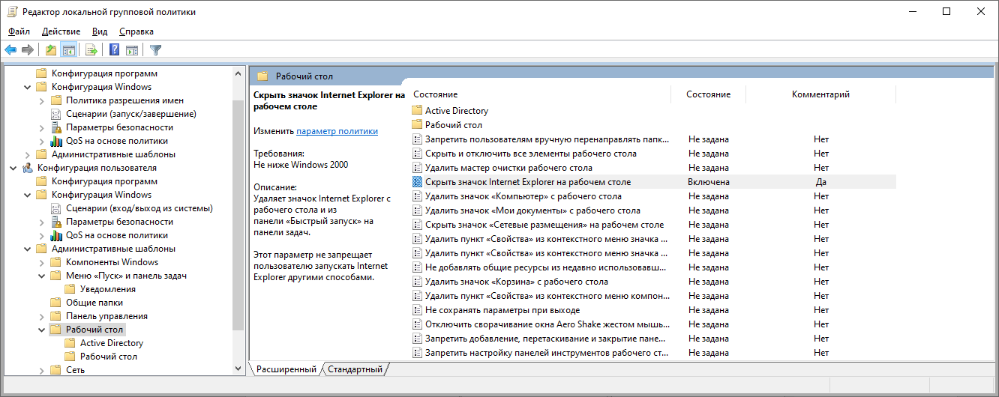 Редактор локальной групповой политики
Файл Действие Вид Справка
Конфигурация программ
Конфигурация Windows
Политика разрешения имен
Сценарии (запуск/завершение)
Параметры безопасности
QoS на основе политики
Административные шаблоны
Конфигурация пользователя
Конфигурация программ
Конфигурация Windows
Сценарии (вход/выход из системы)
Параметры безопасности
QoS на основе политики
Административные шаблоны
Компоненты Windows
Меню «Пуск» и панель задач
Уведомления
Общие папки
Панель управления
Рабочий стол
Active Directory
Рабочий стол
Сеть
Рабочий стол
Скрыть значок Internet Explorer на
рабочем столе
Изменить параметр политики
Требования:
Не ниже Windows 2000
Описание:
Удаляет значок Internet Explorer с
рабочего стола и из
панели «Быстрый запуск» на
панели задач.
Этот параметр не запрещает
пользователю запускать Internet
Explorer другими способами.
Состояние Состояние Комментарий
Active Directory
Рабочий стол
Запретить пользователям вручную перенаправлять папк... Не задана Нет
Скрыть и отключить все элементы рабочего стола Не задана Нет
Удалить мастер очистки рабочего стола Не задана Нет
Скрыть значок Internet Explorer на рабочем столе Включена Да
Удалить значок «Компьютер» с рабочего стола Не задана Нет
Удалить значок «Мои документы» с рабочего стола Не задана Нет
Скрыть значок «Сетевые размещения» на рабочем столе Не задана Нет
Удалить пункт «Свойства» из контекстного меню значка ... Не задана Нет
Удалить пункт «Свойства» из контекстного меню значка ... Не задана Нет
Не добавлять общие ресурсы из недавно использовавш... Не задана Нет
Удалить значок «Корзина» с рабочего стола Не задана Нет
Удалить пункт «Свойства» из контекстного меню компон... Не задана Нет
Не сохранять параметры при выходе Не задана Нет
Отключить сворачивание окна Aero Shake жестом мышь... Не задана Нет
Запретить добавление, перетаскивание и закрытие пане... Не задана Нет
Запретить настройку панелей инструментов рабочего ст... Не задана Нет
Расширенный Стандартный